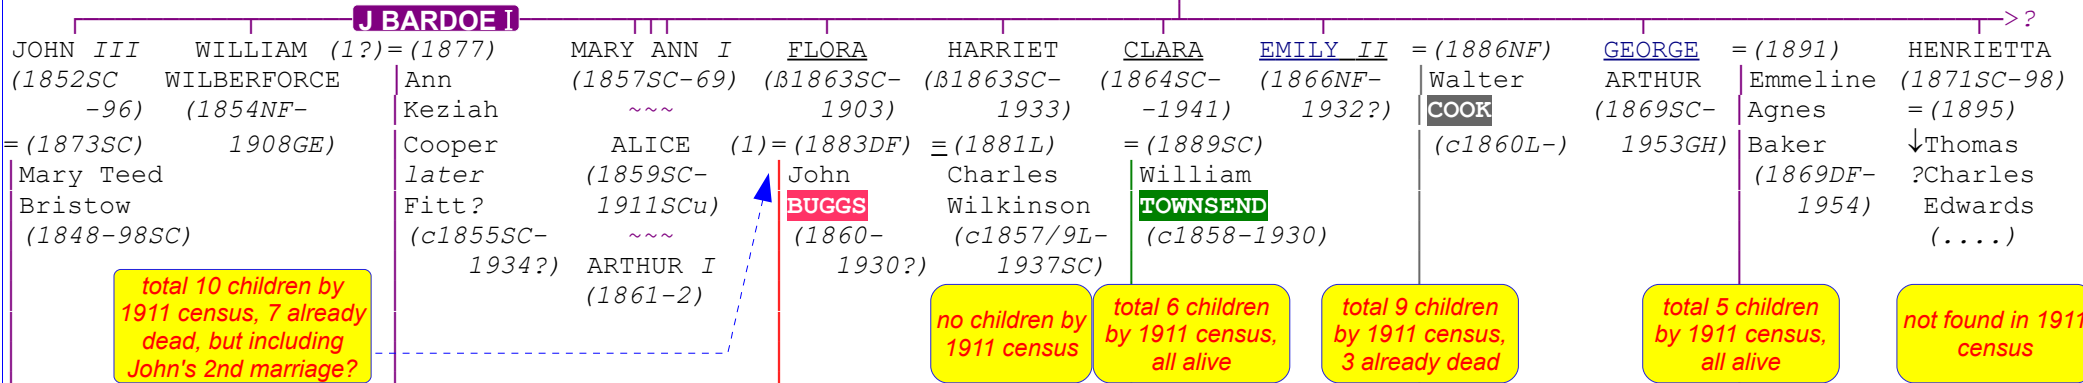 J BARDOE I
>?
JOHN III
(1852SC
-96)
=(1873SC)
Mary Teed
Bristow
(1848-98SC)
WILLIAM (1?)=(1877)
WILBERFORCE
(1854NF-
1908GE)
Ann
Keziah
Cooper
later
Fitt?
(c1855SC-
1934?)
total 10 children by
1911 census, 7 already
dead, but including
John's 2nd marriage?
MARY ANN I
(1857SC-69)
~~~
ALICE
(1859SC-
1911SCu)
~~~
ARTHUR I
(1861-2)
FLORA
(ß1863SC-
1903)
(1)=(1883DF)
John
BUGGS
(1860-
1930?)
HARRIET
(ß1863SC-
1933)
=(1881L)
Charles
Wilkinson
(c1857/9L-
1937SC)
no children by
1911 census
CLARA
(1864SC-
-1941)
=(1889SC)
William
TOWNSEND
(c1858-1930)
total 6 children
by 1911 census,
all alive
EMILY II =(1886NF)
(1866NF-
1932?)
Walter
COOK
(c1860L-)
total 9 children
by 1911 census,
3 already dead
GEORGE =(1891)
ARTHUR
(1869SC-
1953GH)
Emmeline
Agnes
Baker
(1869DF-
1954)
total 5 children
by 1911 census,
all alive
HENRIETTA
(1871SC-98)
=(1895)
↓Thomas
?Charles
Edwards
(....)
not found in 1911
census